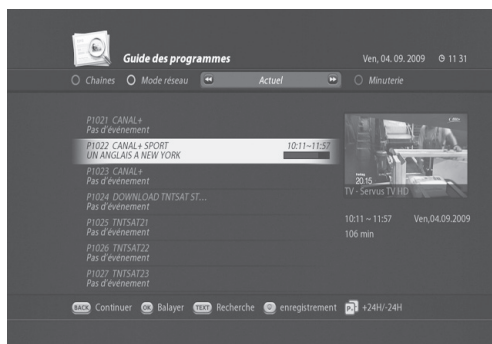 Guide des programmes
Ven, 04. 09. 2009 11 31
Chaines Mode réseau Actuel Minuterie
P1021 CANAL+
Pas d'événement
P1022 CANAL+ SPORT 10:11~11:57
UN ANGLAIS A NEW YORK
P1023 CANAL+
Pas d'événement
P1024 DOWNLOAD TNTSAT ST...
Pas d'événement
P1025 TNTSAT21
Pas d'événement
P1026 TNTSAT22
Pas d'événement
P1027 TNTSAT23
Pas d'événement
20:15
TV - Servus TV HD
10:11 ~ 11:57 Ven,04.09.2009
106 min
BACK Continuer OK Balayer TEXT Recherche enregistrement P +24H/-24H